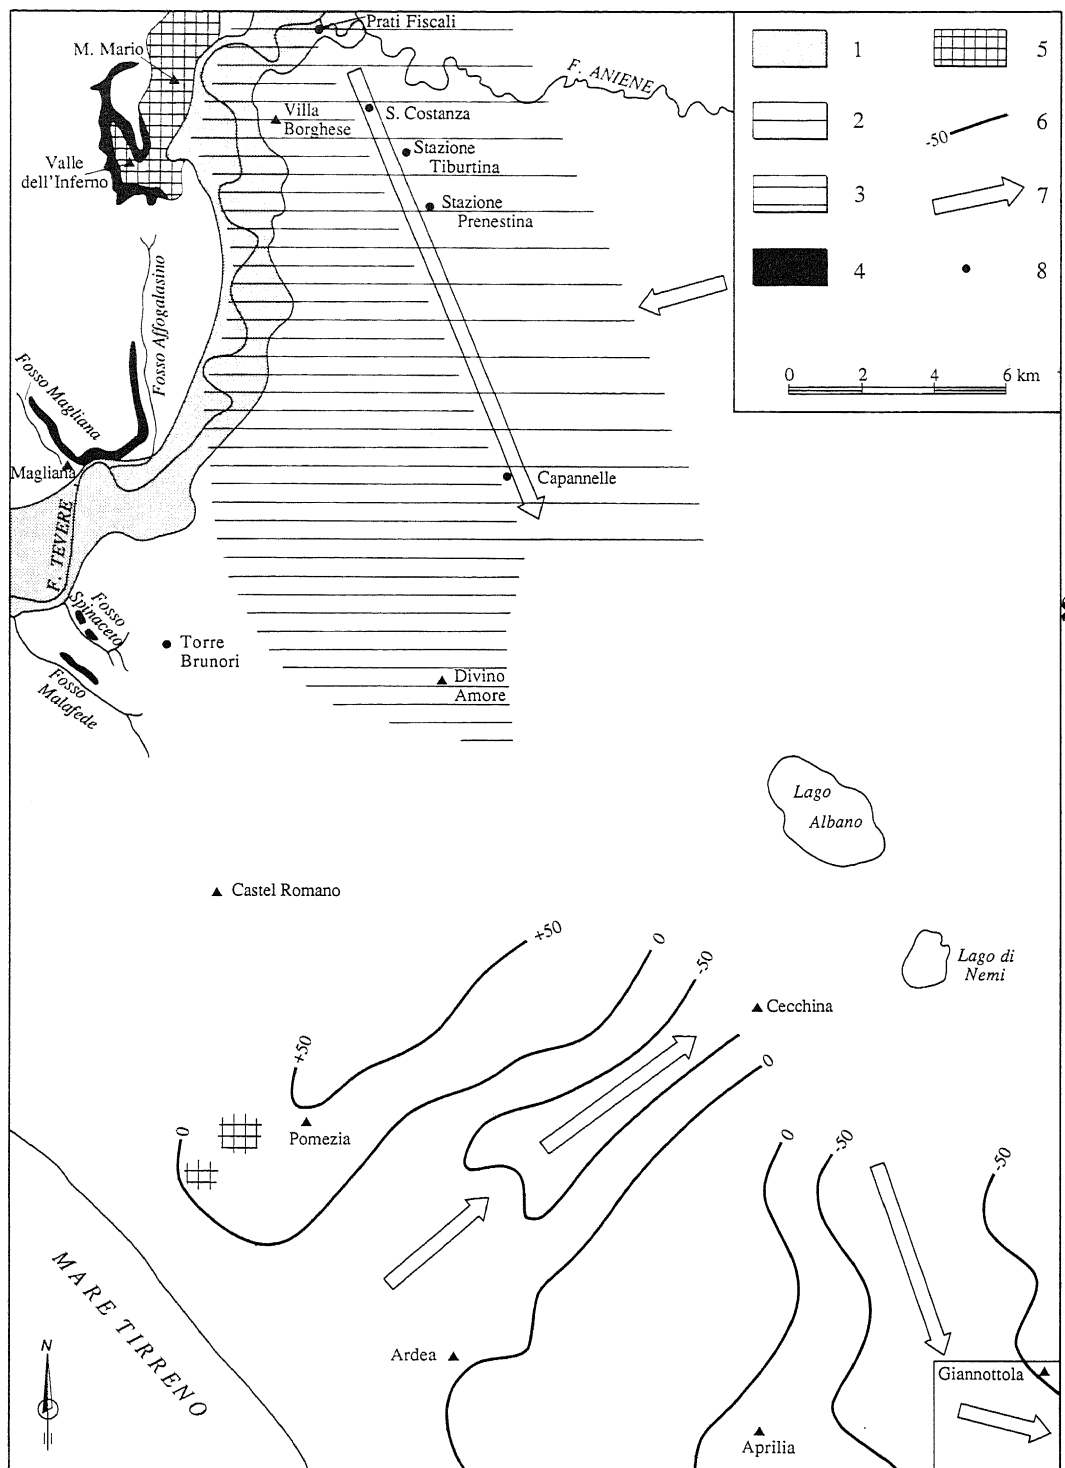 Prati Fiscali
M. Mario
F. ANIENE
Villa
Borghese
S. Costanza
Stazione
Tiburtina
Valle
dell'Inferno
Stazione
Prenestina
Fosso Affogalasino
Fosso Magliana
Magliana
Capannelle
F. TEVERE
Fosso
Spinaceto
Torre
Brunori
Fosso
Malafede
Divino
Amore
1
2
3
4
5
-50
6
7
8
0
2
4
6 km
Lago
Albano
Castel Romano
Lago di
Nemi
+50
0
-50
Cecchina
+50
0
Pomezia
0
0
-50
-50
MARE TIRRENO
N
Ardea
Giannottola
Aprilia